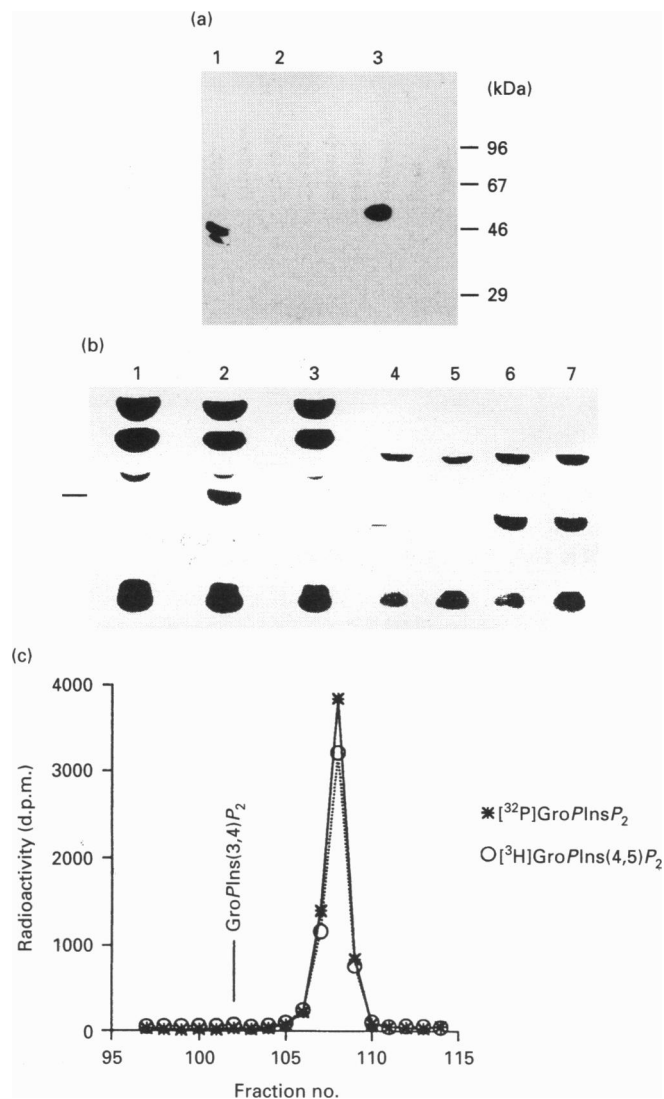 (a)
1 2 3
(kDa)
96
67
46
29
(b)
1 2 3 4 5 6 7
(c)
4000
3000
2000
1000
0
Radioactivity (d.p.m.)
GroPIns(3,4)P₂
[³²P]GroPInsP₂
[³H]GroPIns(4,5)P₂
95 100 105 110 115
Fraction no.